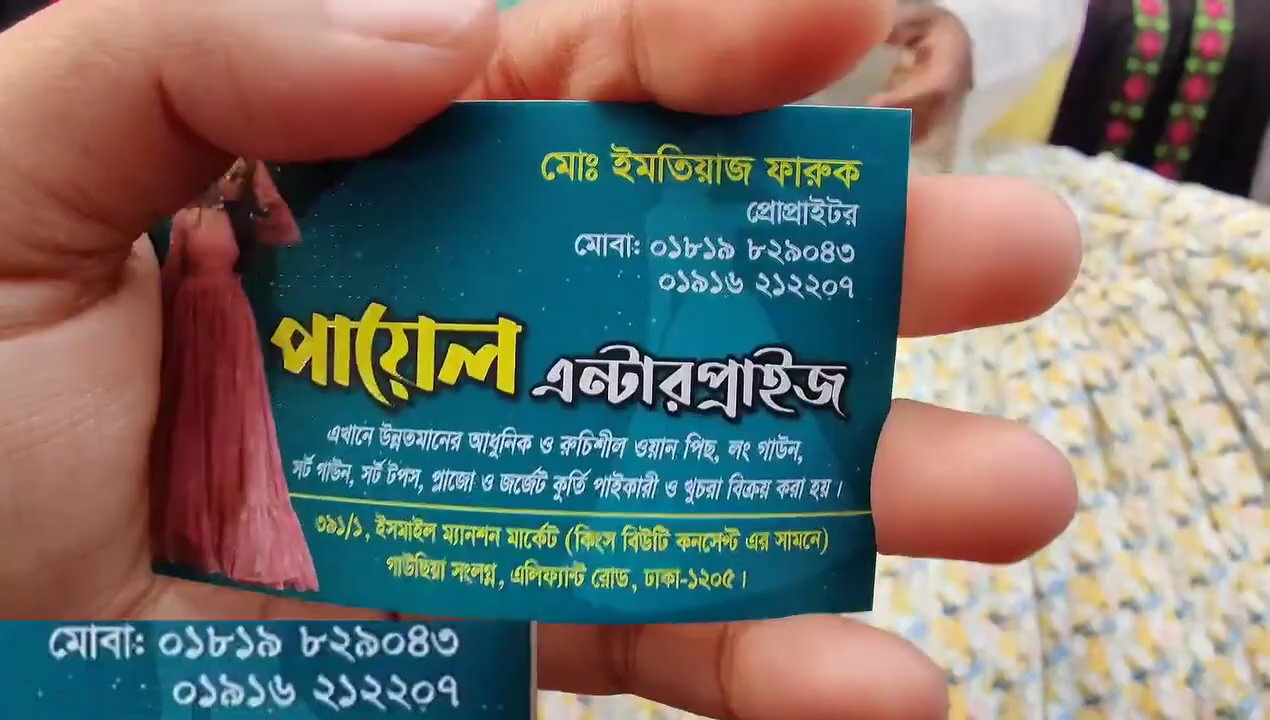 মোঃ ইমতিয়াজ ফারুক
প্রোপ্রাইটর
মোবা: ০১৮১৯ ৮২৯০৪৩
০১৯১৬ ২১২২০৭
পায়েল এন্টারপ্রাইজ
এখানে উন্নতমানের আধুনিক ও রুচিশীল ওয়ান পিছ, লং গাউন,
সর্ট গাউন, সর্ট টপস, প্লাজো ও জর্জেট কুর্তি পাইকারী ও খুচরা বিক্রয় করা হয়।
৩৯১/১, ইসমাইল ম্যানশন মার্কেট (কিংস বিউটি কনসেপ্ট এর সামনে)
গাউছিয়া সংলগ্ন, এলিফ্যান্ট রোড, ঢাকা-১২০৫।
মোবা: ০১৮১৯ ৮২৯০৪৩
০১৯১৬ ২১২২০৭